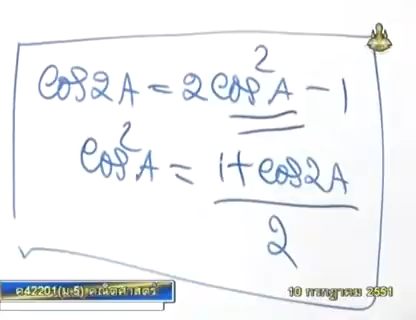 cos2A = 2cos²A - 1
cos²A = 1 + cos2A
2
ค42201(ม.5):คณิตศาสตร์
10 กรกฎาคม 2551